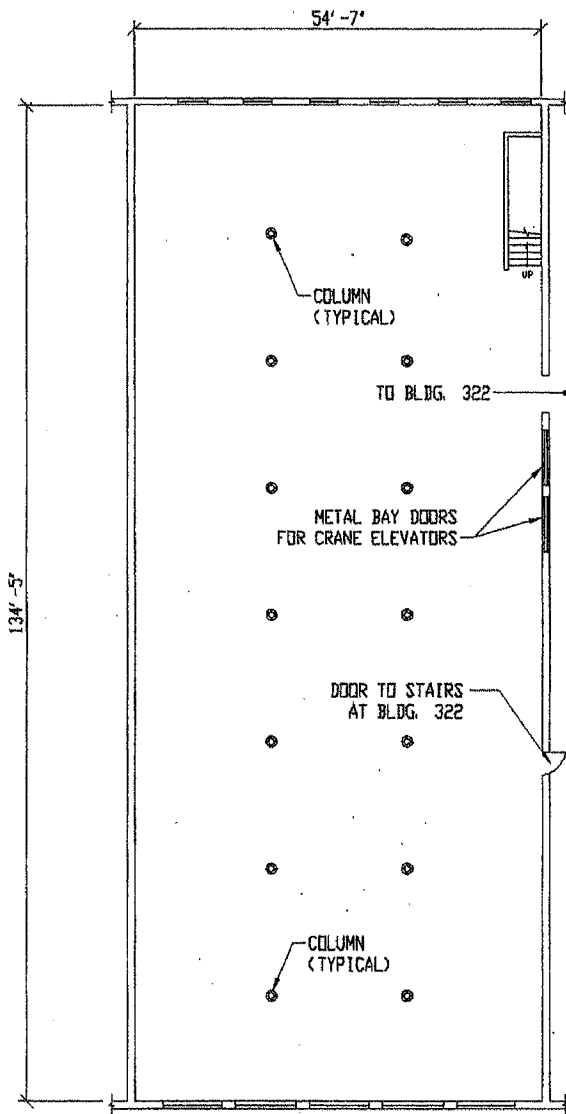 54'-7"
UP
COLUMN
(TYPICAL)
TO BLDG. 322
METAL BAY DOORS
FOR CRANE ELEVATORS
134'-5"
DOOR TO STAIRS
AT BLDG. 322
COLUMN
(TYPICAL)